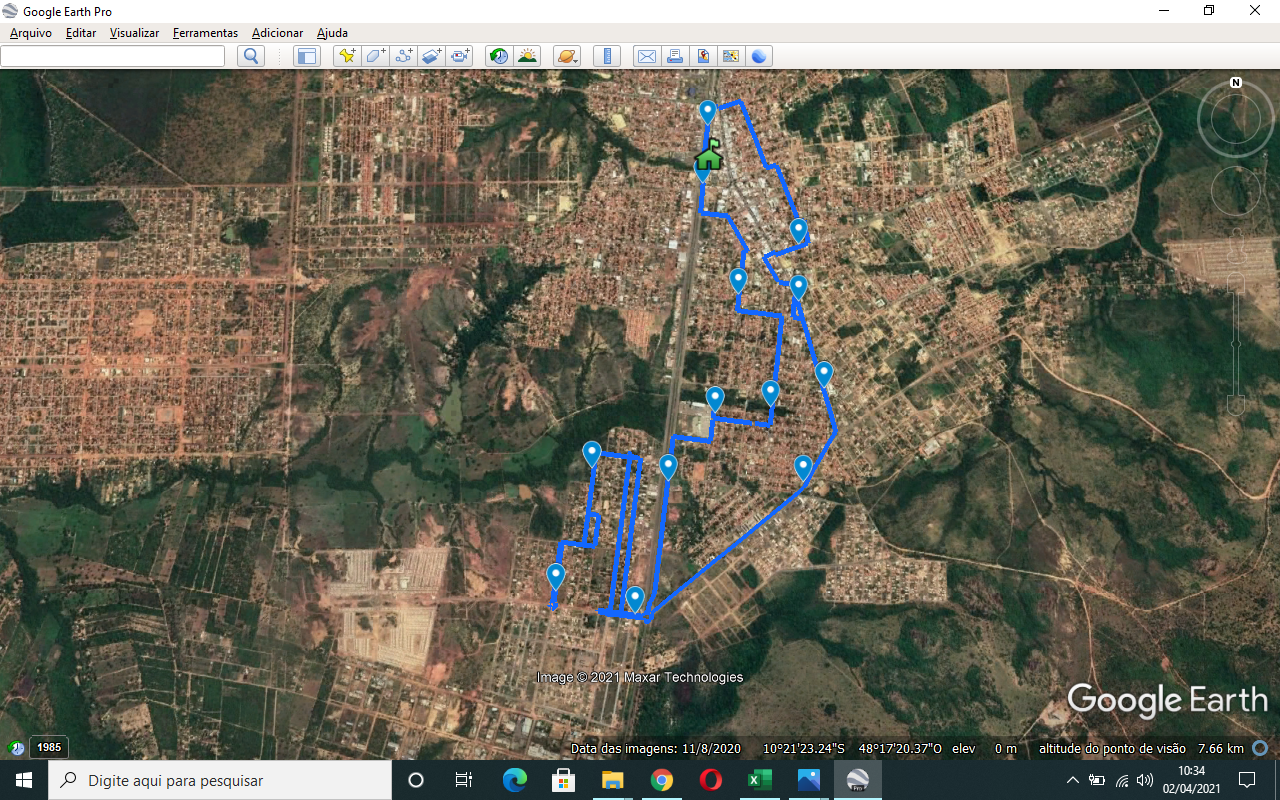 Google Earth Pro
Arquivo Editar Visualizar Ferramentas Adicionar Ajuda
N
Image © 2021 Maxar Technologies
Google Earth
1985
Data das imagens: 11/8/2020 10°21'23.24"S 48°17'20.37"O elev 0 m altitude do ponto de visão 7.66 km
Digite aqui para pesquisar
Pro
10:34
02/04/2021